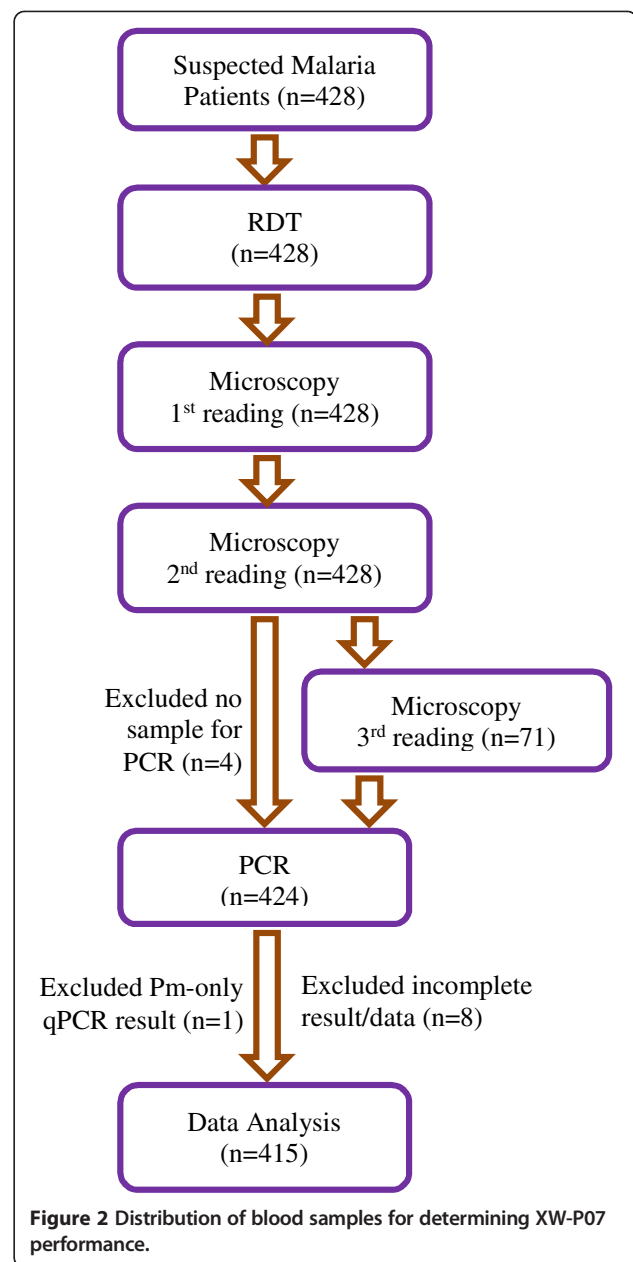 Suspected Malaria
Patients (n=428)
RDT
(n=428)
Microscopy
1st reading (n=428)
Microscopy
2nd reading (n=428)
Excluded no
sample for
PCR (n=4)
Microscopy
3rd reading (n=71)
PCR
(n=424)
Excluded Pm-only
qPCR result (n=1)
Excluded incomplete
result/data (n=8)
Data Analysis
(n=415)
Figure 2 Distribution of blood samples for determining XW-P07
performance.